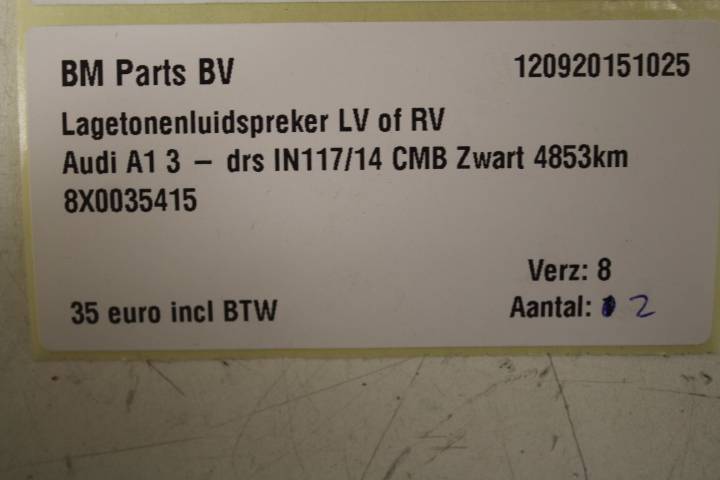 BM Parts BV 120920151025
Lagetonenluidspreker LV of RV
Audi A1 3 – drs IN117/14 CMB Zwart 4853km
8X0035415
Verz: 8
35 euro incl BTW Aantal: 2